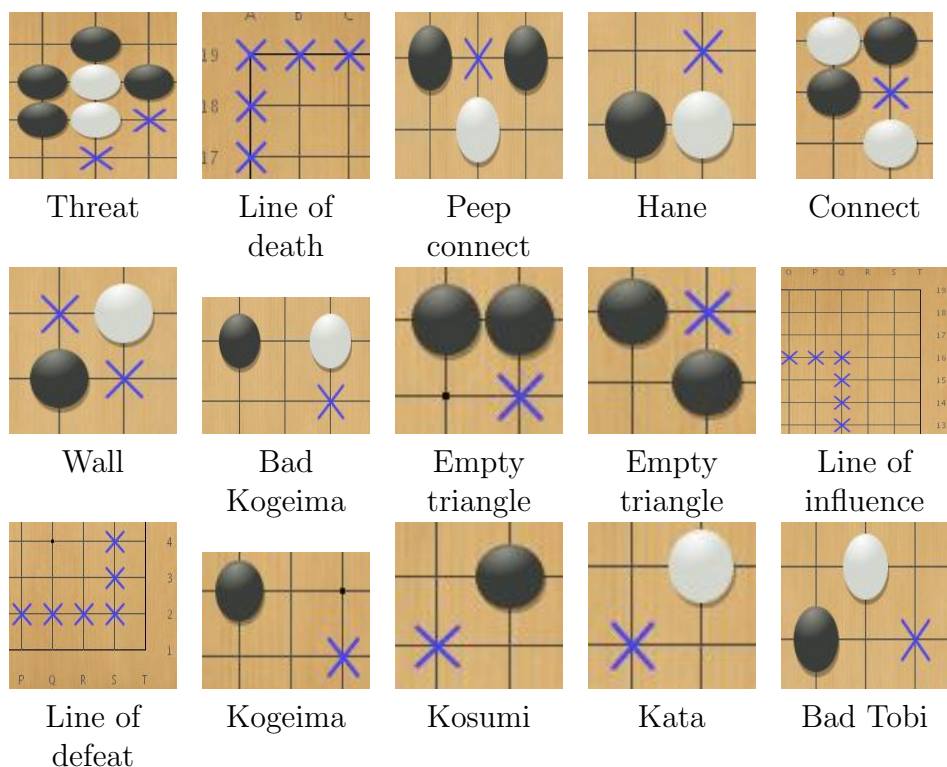 A B C
19
18
17
Threat
Line of
death
Peep
connect
Hane
Connect
O P Q R S T
19
18
17
16
15
14
13
Wall
Bad
Kogeima
Empty
triangle
Empty
triangle
Line of
influence
4
3
2
1
P Q R S T
Line of
defeat
Kogeima
Kosumi
Kata
Bad Tobi